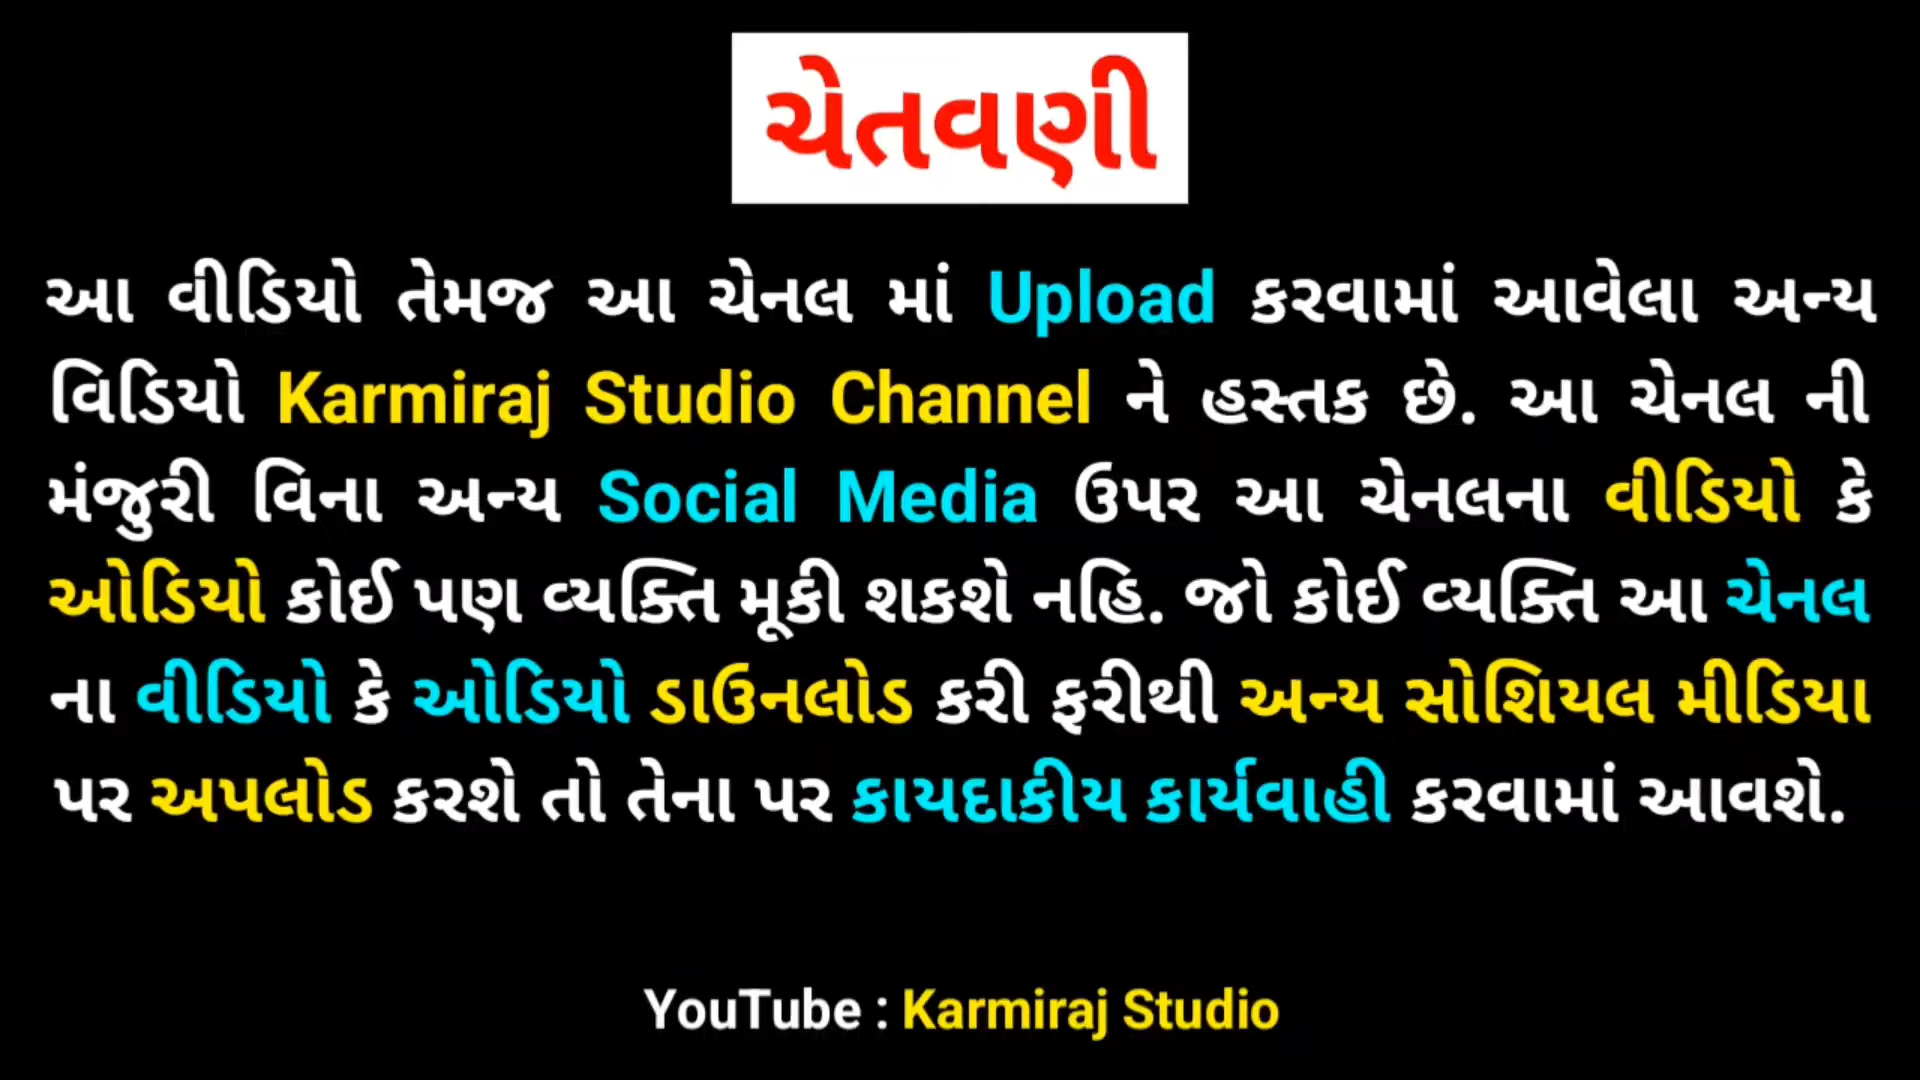 ચેતવણી
આ વીડિયો તેમજ આ ચેનલ માં Upload કરવામાં આવેલા અન્ય
વિડિયો Karmiraj Studio Channel ને હસ્તક છે. આ ચેનલ ની
મંજુરી વિના અન્ય Social Media ઉપર આ ચેનલના વીડિયો કે
ઓડિયો કોઈ પણ વ્યક્તિ મૂકી શકશે નહિ. જો કોઈ વ્યક્તિ આ ચેનલ
ના વીડિયો કે ઓડિયો ડાઉનલોડ કરી ફરીથી અન્ય સોશિયલ મીડિયા
પર અપલોડ કરશે તો તેના પર કાયદાકીય કાર્યવાહી કરવામાં આવશે.
YouTube : Karmiraj Studio